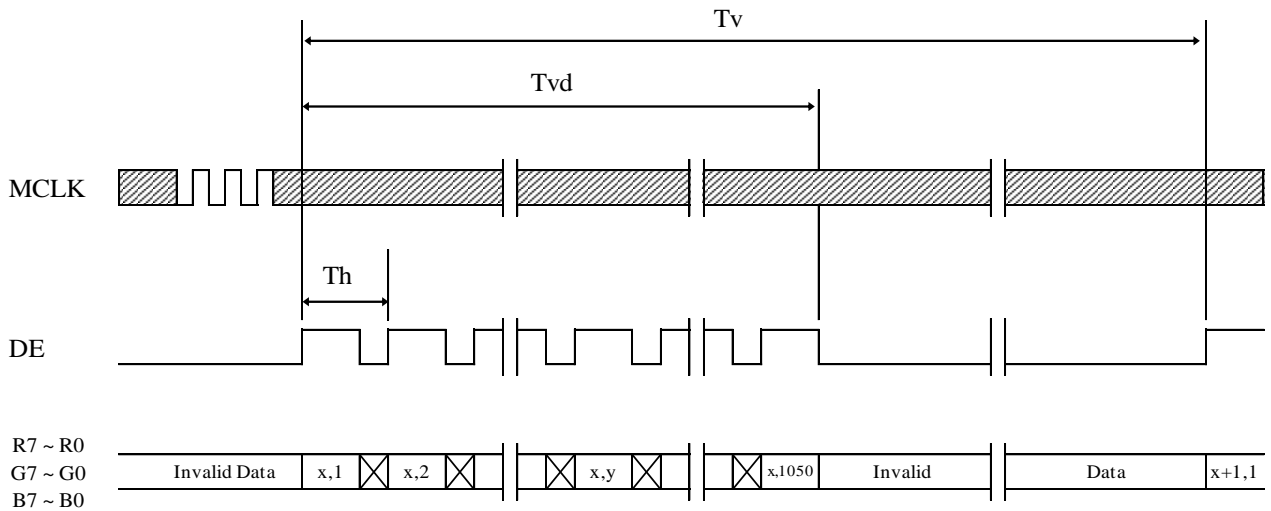 Tv
Tvd
MCLK
Th
DE
R7 ~ R0
G7 ~ G0
B7 ~ B0
Invalid Data x,1 x,2 x,y x,1050 Invalid Data x+1,1